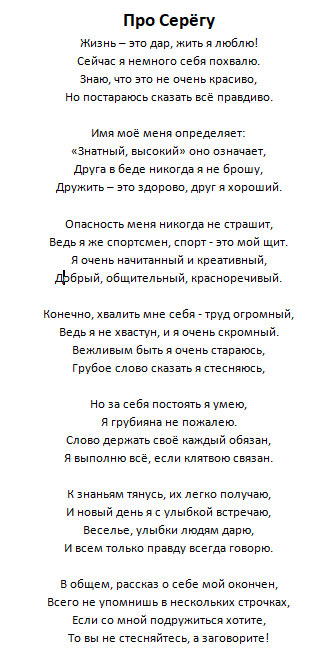 Про Серёгу
Жизнь – это дар, жить я люблю!
Сейчас я немного себя похвалю.
Знаю, что это не очень красиво,
Но постараюсь сказать всё правдиво.
Имя моё меня определяет:
«Знатный, высокий» оно означает,
Друга в беде никогда я не брошу,
Дружить – это здорово, друг я хороший.
Опасность меня никогда не страшит,
Ведь я же спортсмен, спорт - это мой щит.
Я очень начитанный и креативный,
Добрый, общительный, красноречивый.
Конечно, хвалить мне себя - труд огромный,
Ведь я не хвастун, и я очень скромный.
Вежливым быть я очень стараюсь,
Грубое слово сказать я стесняюсь,
Но за себя постоять я умею,
Я грубияна не пожалею.
Слово держать своё каждый обязан,
Я выполню всё, если клятвою связан.
К знаньям тянусь, их легко получаю,
И новый день я с улыбкой встречаю,
Веселье, улыбки людям дарю,
И всем только правду всегда говорю.
В общем, рассказ о себе мой окончен,
Всего не упомнишь в нескольких строчках,
Если со мной подружиться хотите,
То вы не стесняйтесь, а заговорите!